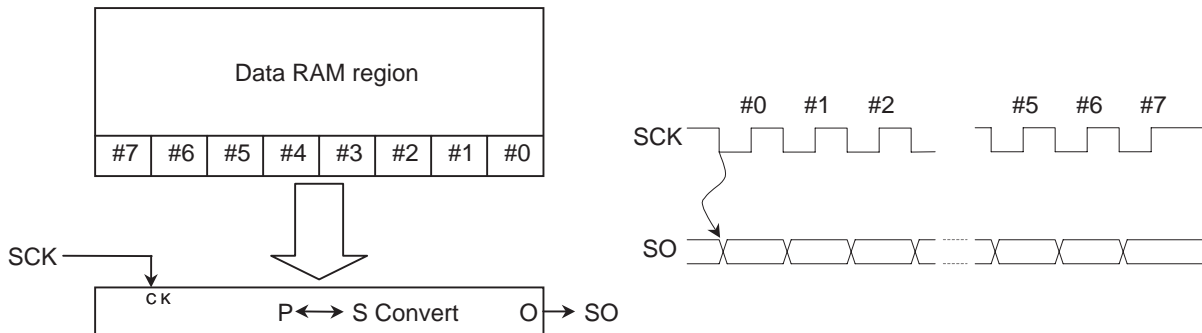 Data RAM region
#7 #6 #5 #4 #3 #2 #1 #0
SCK
CK
P S Convert O SO
#0 #1 #2 #5 #6 #7
SCK
SO